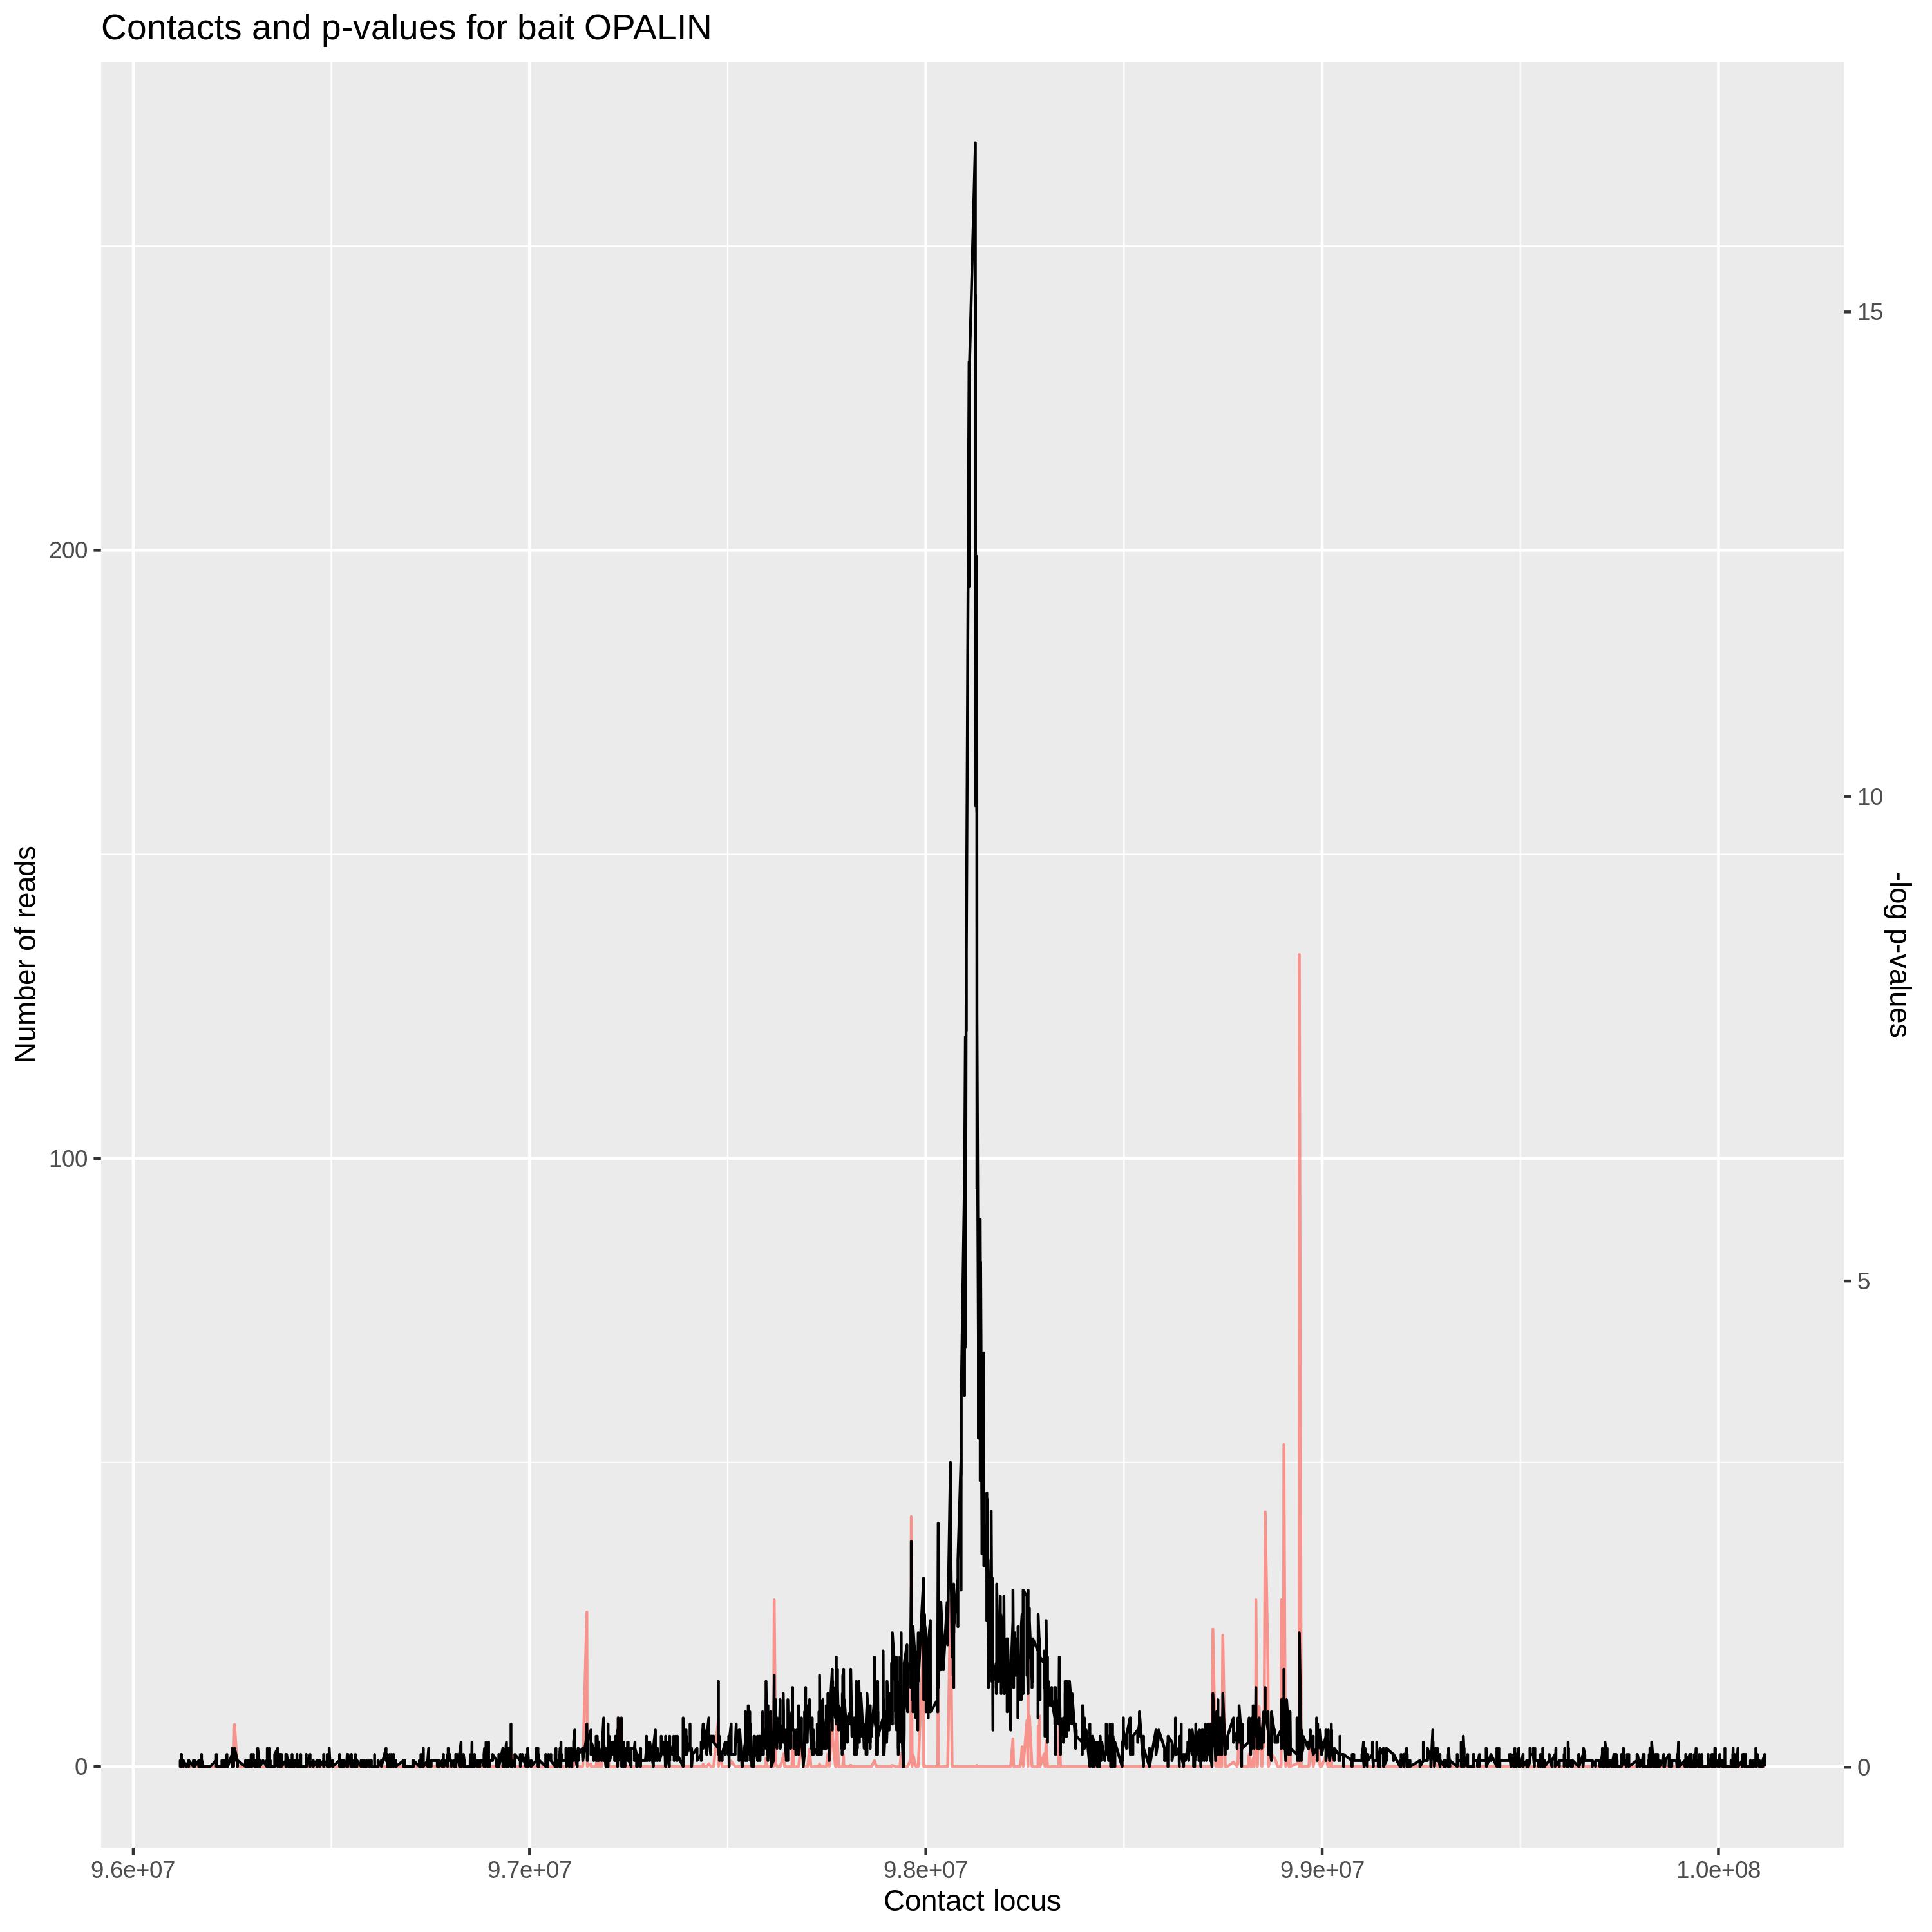 Contacts and p-values for bait OPALIN
Number of reads
200
100
0
15
10
5
0
-log p-values
9.6e+07
9.7e+07
9.8e+07
9.9e+07
1.0e+08
Contact locus